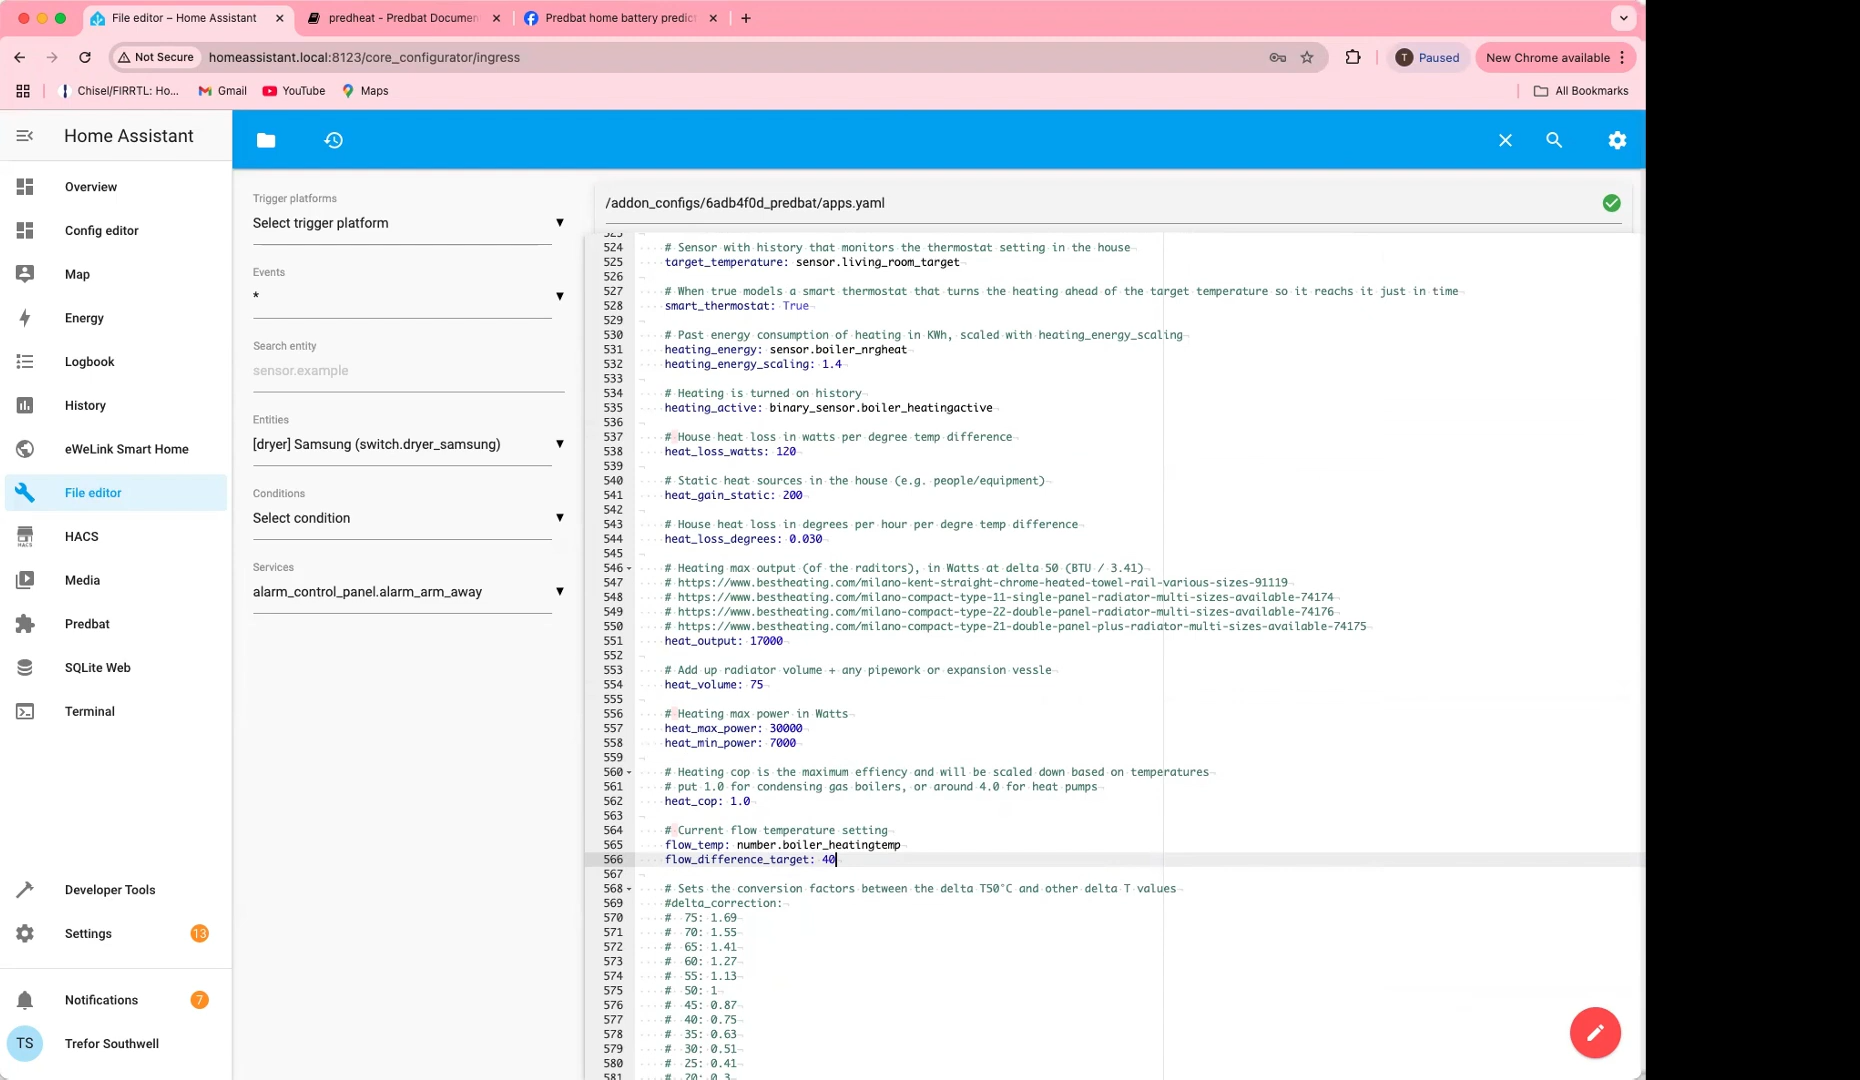 File editor – Home Assistant
predheat - Predbat Documen
Predbat home battery predic
Not Secure
homeassistant.local:8123/core_configurator/ingress
T
Paused
New Chrome available
Chisel/FIRRTL: Ho...
Gmail
YouTube
Maps
All Bookmarks
Home Assistant
Overview
Config editor
Map
Energy
Logbook
History
eWeLink Smart Home
File editor
HACS
Media
Predbat
SQLite Web
Terminal
Developer Tools
Settings
13
Notifications
7
TS
Trefor Southwell
Trigger platforms
Select trigger platform
Events
*
Search entity
sensor.example
Entities
[dryer] Samsung (switch.dryer_samsung)
Conditions
Select condition
Services
alarm_control_panel.alarm_arm_away
/addon_configs/6adb4f0d_predbat/apps.yaml
523
524 # Sensor with history that monitors the thermostat setting in the house
525 target_temperature: sensor.living_room_target
526
527 # When true models a smart thermostat that turns the heating ahead of the target temperature so it reachs it just in time
528 smart_thermostat: True
529
530 # Past energy consumption of heating in KWh, scaled with heating_energy_scaling
531 heating_energy: sensor.boiler_nrgheat
532 heating_energy_scaling: 1.4
533
534 # Heating is turned on history
535 heating_active: binary_sensor.boiler_heatingactive
536
537 # House heat loss in watts per degree temp difference
538 heat_loss_watts: 120
539
540 # Static heat sources in the house (e.g. people/equipment)
541 heat_gain_static: 200
542
543 # House heat loss in degrees per hour per degre temp difference
544 heat_loss_degrees: 0.030
545
546 # Heating max output (of the raditors), in Watts at delta 50 (BTU / 3.41)
547 # https://www.bestheating.com/milano-kent-straight-chrome-heated-towel-rail-various-sizes-91119
548 # https://www.bestheating.com/milano-compact-type-11-single-panel-radiator-multi-sizes-available-74174
549 # https://www.bestheating.com/milano-compact-type-22-double-panel-radiator-multi-sizes-available-74176
550 # https://www.bestheating.com/milano-compact-type-21-double-panel-plus-radiator-multi-sizes-available-74175
551 heat_output: 17000
552
553 # Add up radiator volume + any pipework or expansion vessle
554 heat_volume: 75
555
556 # Heating max power in Watts
557 heat_max_power: 30000
558 heat_min_power: 7000
559
560 # Heating cop is the maximum effiency and will be scaled down based on temperatures
561 # put 1.0 for condensing gas boilers, or around 4.0 for heat pumps
562 heat_cop: 1.0
563
564 # Current flow temperature setting
565 flow_temp: number.boiler_heatingtemp
566 flow_difference_target: 40
567
568 # Sets the conversion factors between the delta T50°C and other delta T values
569 #delta_correction:
570 # 75: 1.69
571 # 70: 1.55
572 # 65: 1.41
573 # 60: 1.27
574 # 55: 1.13
575 # 50: 1
576 # 45: 0.87
577 # 40: 0.75
578 # 35: 0.63
579 # 30: 0.51
580 # 25: 0.41
581 # 20: 0.3